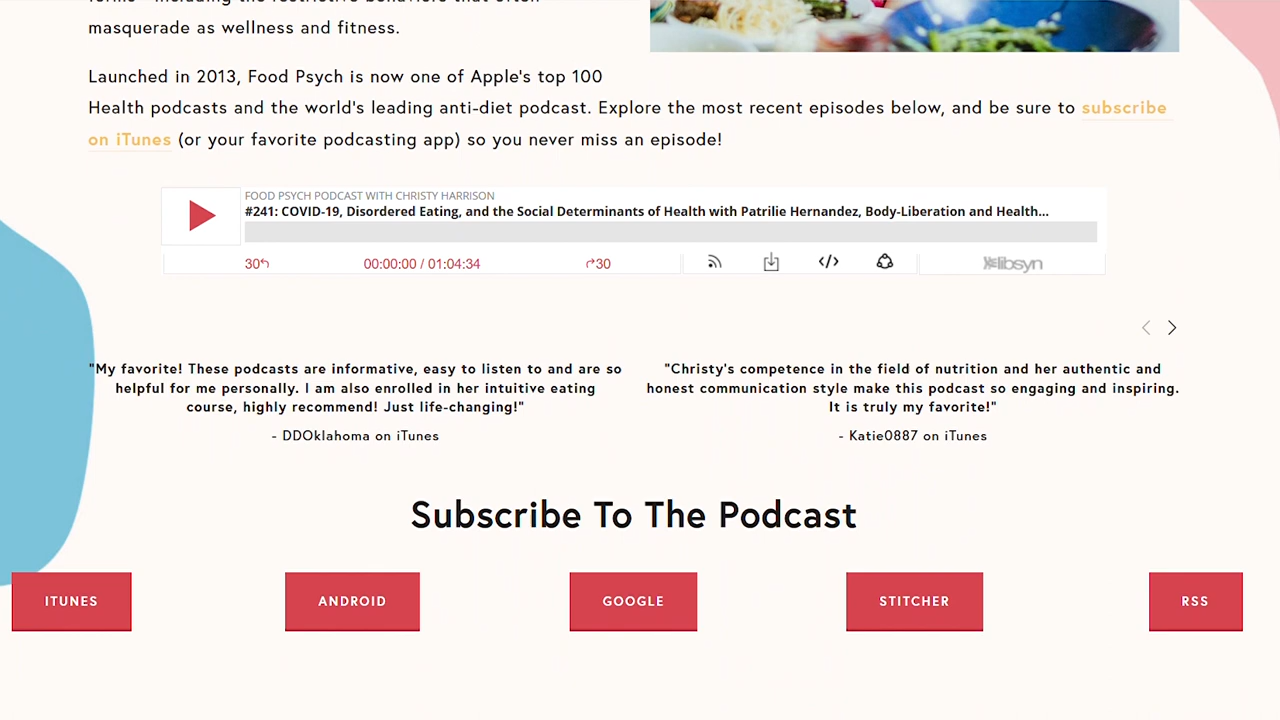 masquerade as wellness and fitness.
Launched in 2013, Food Psych is now one of Apple's top 100
Health podcasts and the world's leading anti-diet podcast. Explore the most recent episodes below, and be sure to subscribe
on iTunes (or your favorite podcasting app) so you never miss an episode!
FOOD PSYCH PODCAST WITH CHRISTY HARRISON
#241: COVID-19, Disordered Eating, and the Social Determinants of Health with Patrilie Hernandez, Body-Liberation and Health...
30 00:00:00 / 01:04:34 30 </> libsyn
"My favorite! These podcasts are informative, easy to listen to and are so
helpful for me personally. I am also enrolled in her intuitive eating
course, highly recommend! Just life-changing!"
- DDOklahoma on iTunes
"Christy's competence in the field of nutrition and her authentic and
honest communication style make this podcast so engaging and inspiring.
It is truly my favorite!"
- Katie0887 on iTunes
Subscribe To The Podcast
ITUNES ANDROID GOOGLE STITCHER RSS